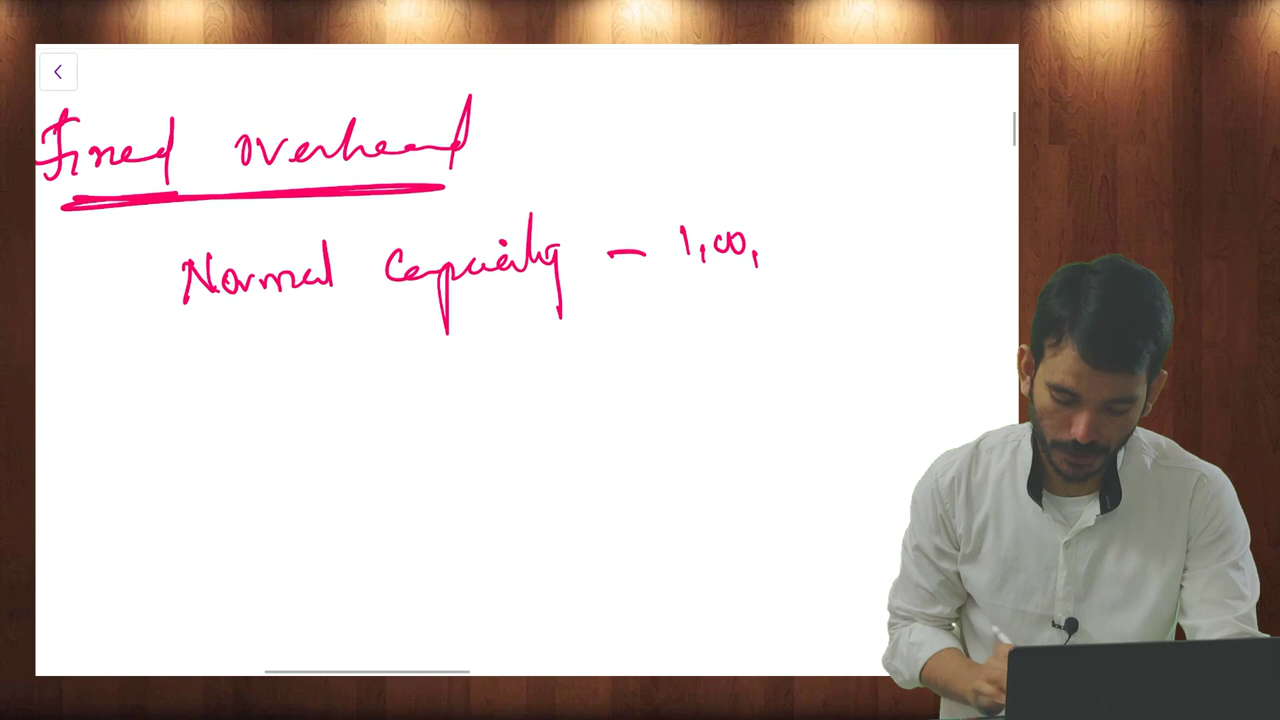 Fixed overhead
Normal Capacity – 1,00,